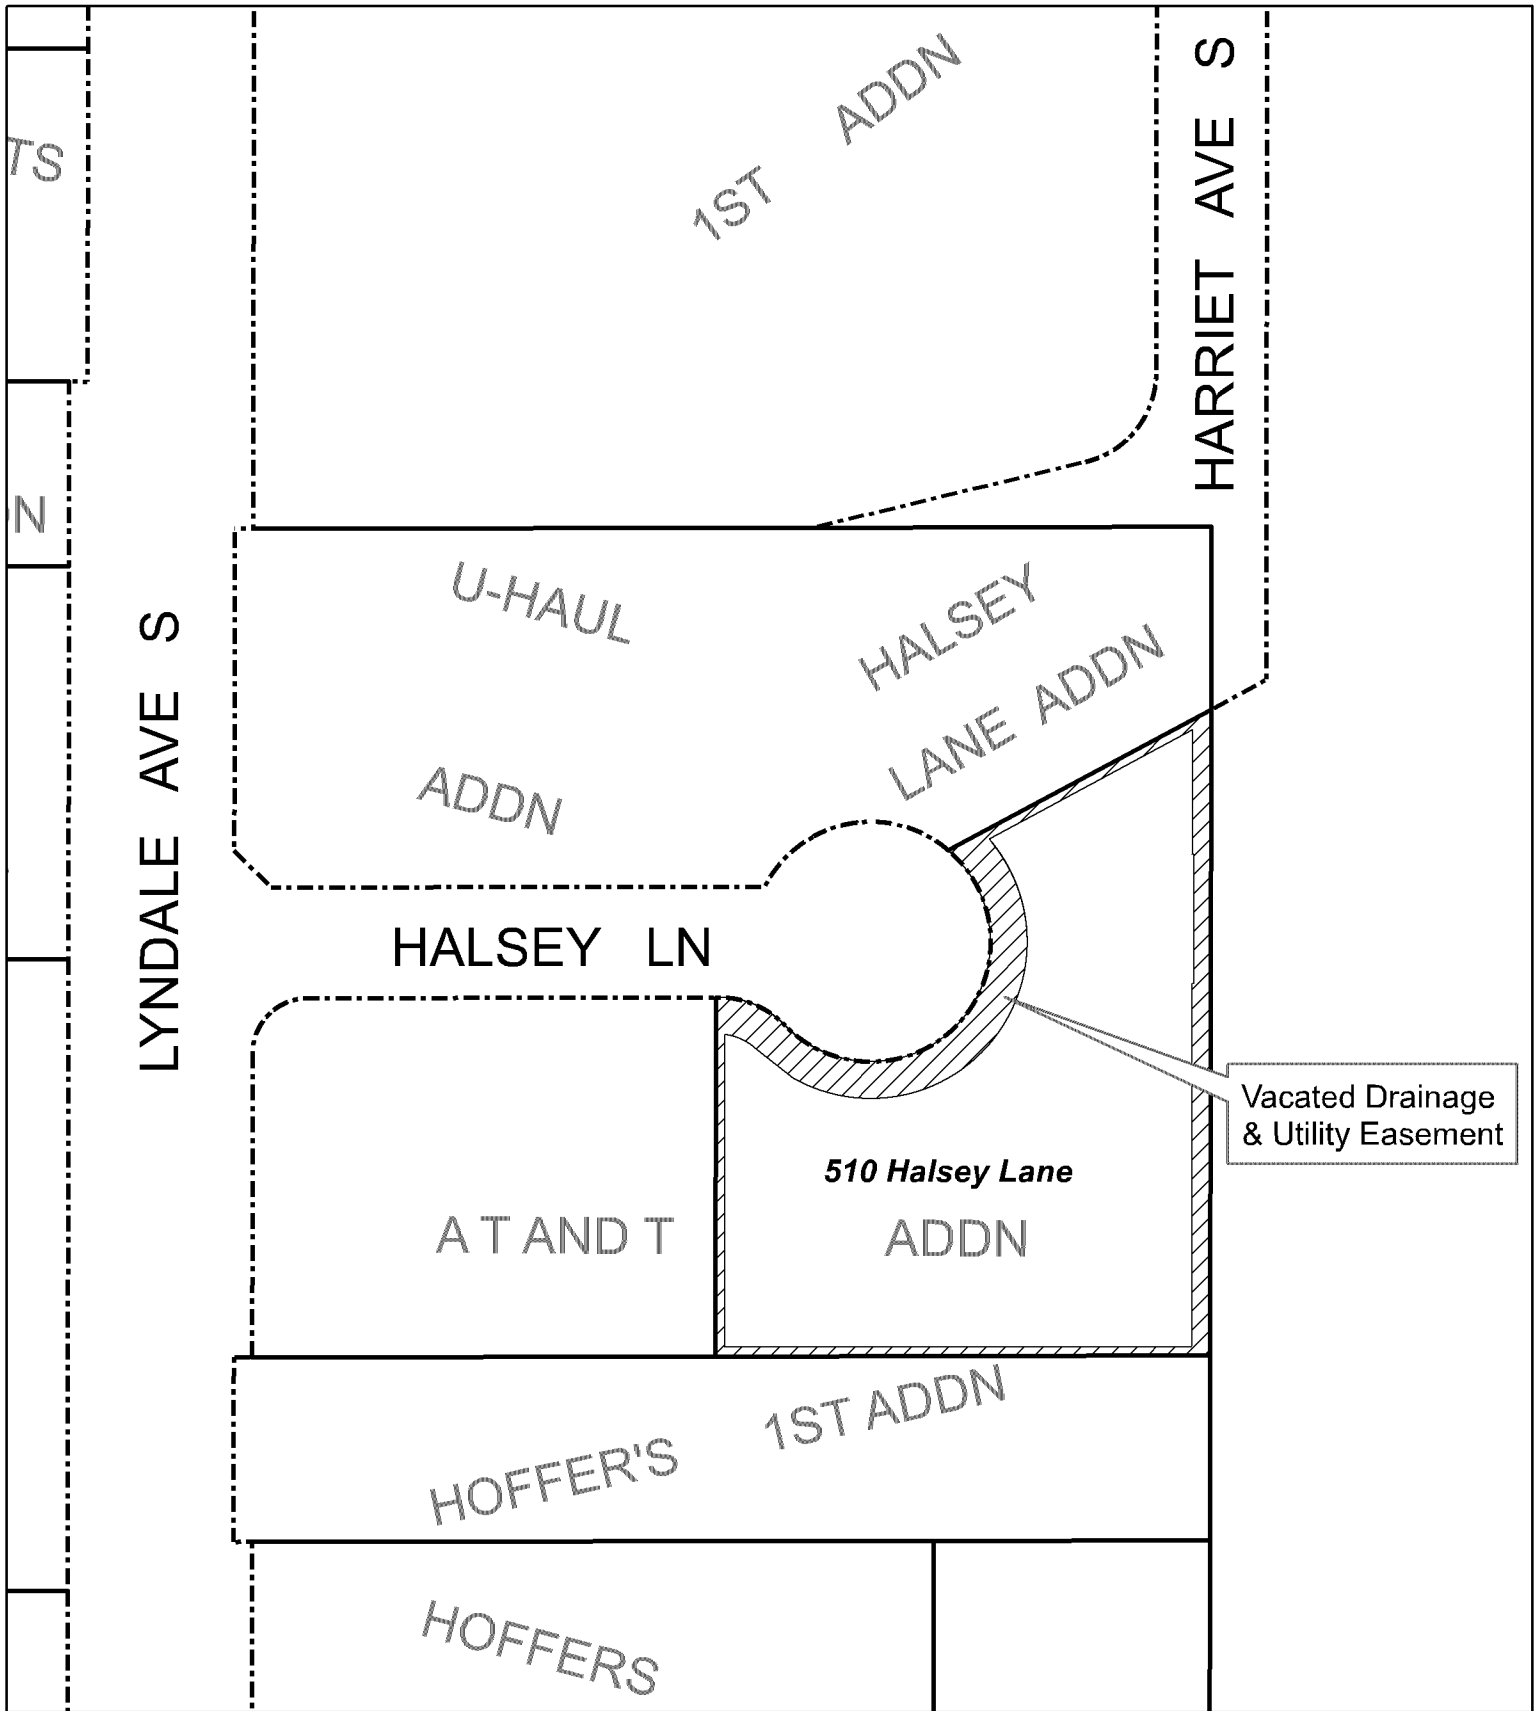 1ST ADDN
HARRIET AVE S
TS
N
U-HAUL
ADDN
HALSEY
LANE ADDN
LYNDALE AVE S
HALSEY LN
Vacated Drainage
& Utility Easement
510 Halsey Lane
A T AND T ADDN
HOFFER'S 1ST ADDN
HOFFERS